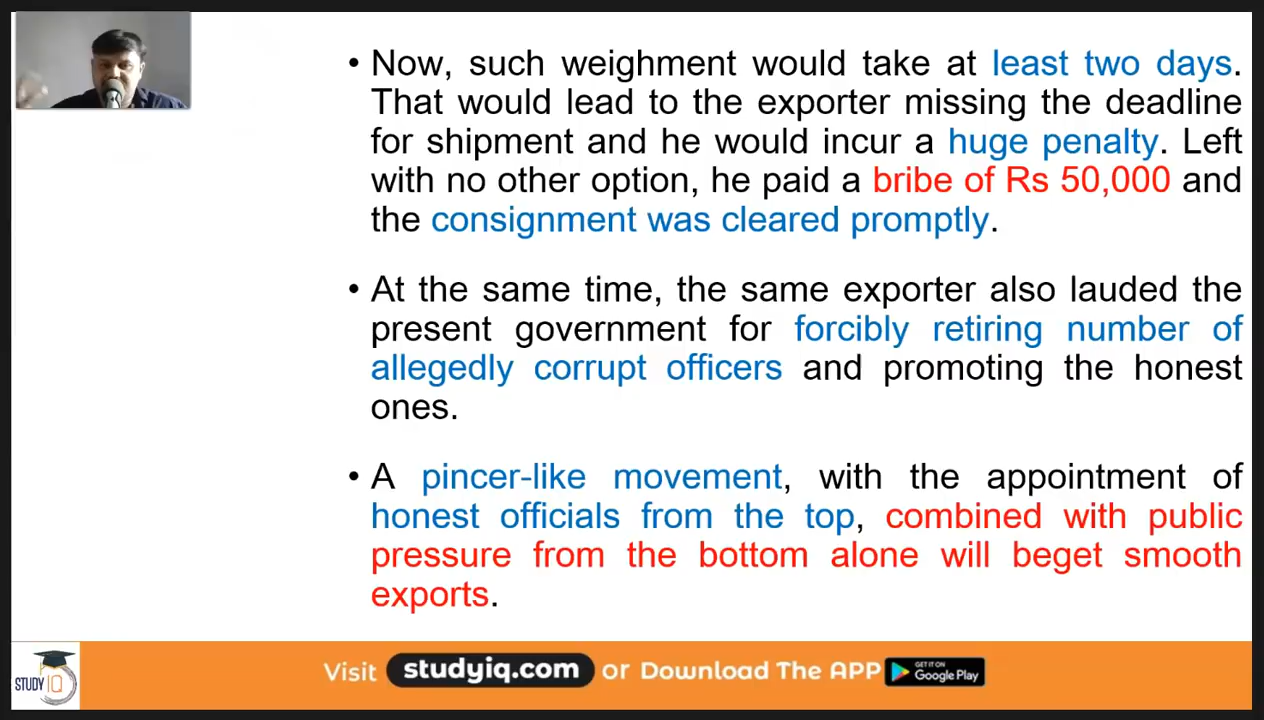 • Now, such weighment would take at least two days.
That would lead to the exporter missing the deadline
for shipment and he would incur a huge penalty. Left
with no other option, he paid a bribe of Rs 50,000 and
the consignment was cleared promptly.
• At the same time, the same exporter also lauded the
present government for forcibly retiring number of
allegedly corrupt officers and promoting the honest
ones.
• A pincer-like movement, with the appointment of
honest officials from the top, combined with public
pressure from the bottom alone will beget smooth
exports.
STUDY IQ
Visit studyiq.com or Download The APP
GET IT ON
Google Play